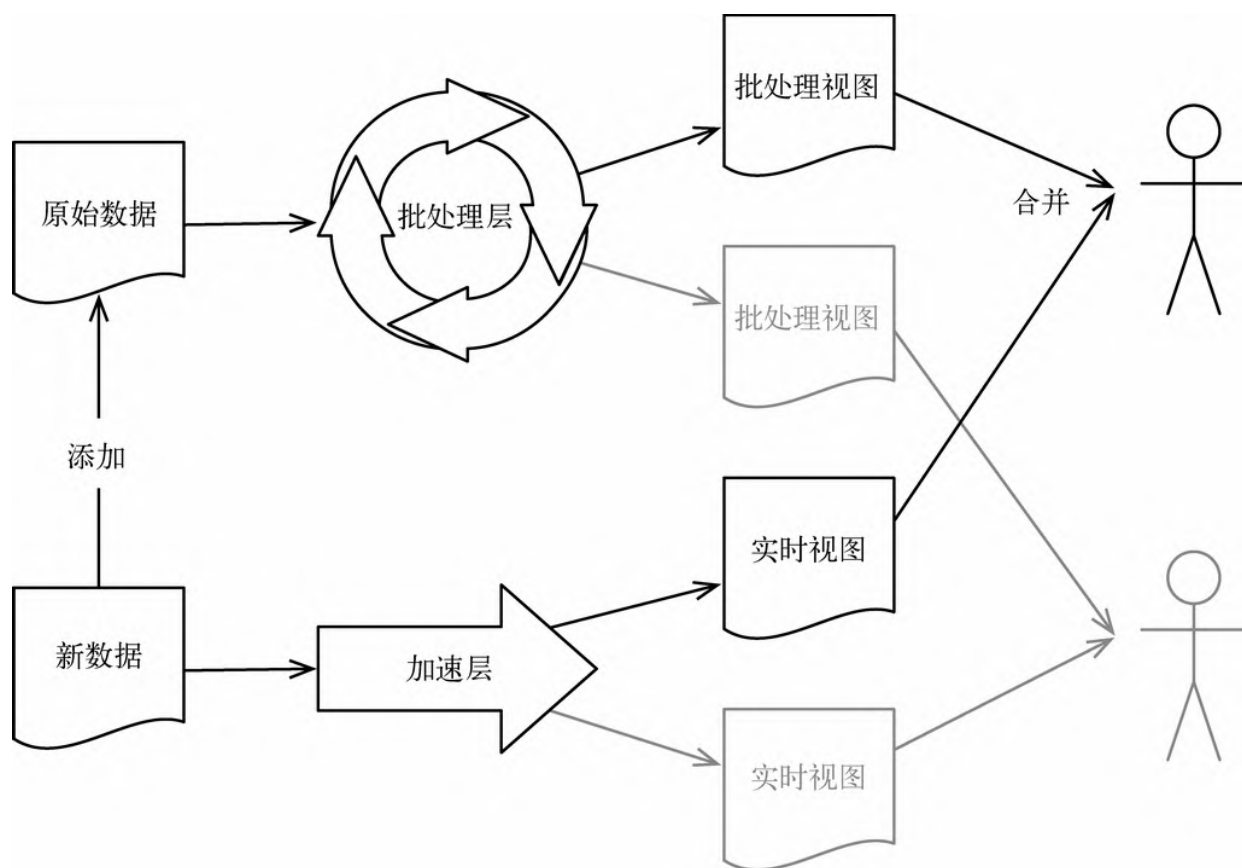 批处理视图
原始数据
批处理层
合并
批处理视图
添加
实时视图
新数据
加速层
实时视图